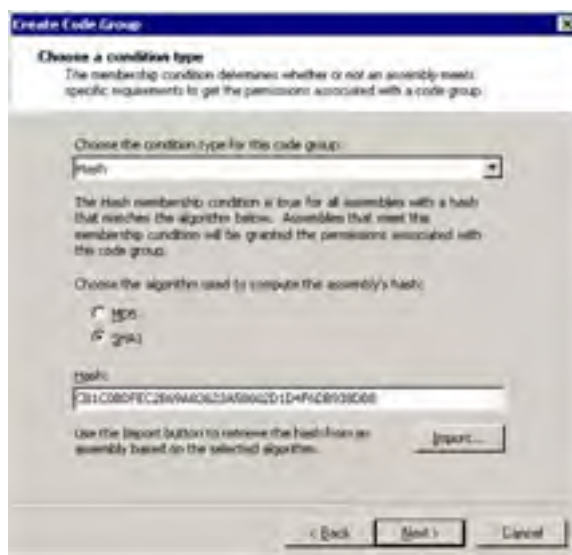 Create Code Group
Choose a condition type
The membership condition determines whether or not an assembly meets
specific requirements to get the permissions associated with a code group.
Choose the condition type for this code group:
Hash
The Hash membership condition is true for all assemblies with a hash
that matches the algorithm below. Assemblies that meet this
membership condition will be granted the permissions associated with
this code group.
Choose the algorithm used to compute the assembly's hash:
MD5
SHA1
Hash:
Use the Import button to retrieve the hash from an
assembly based on the selected algorithm.
Import...
< Back
Next >
Cancel